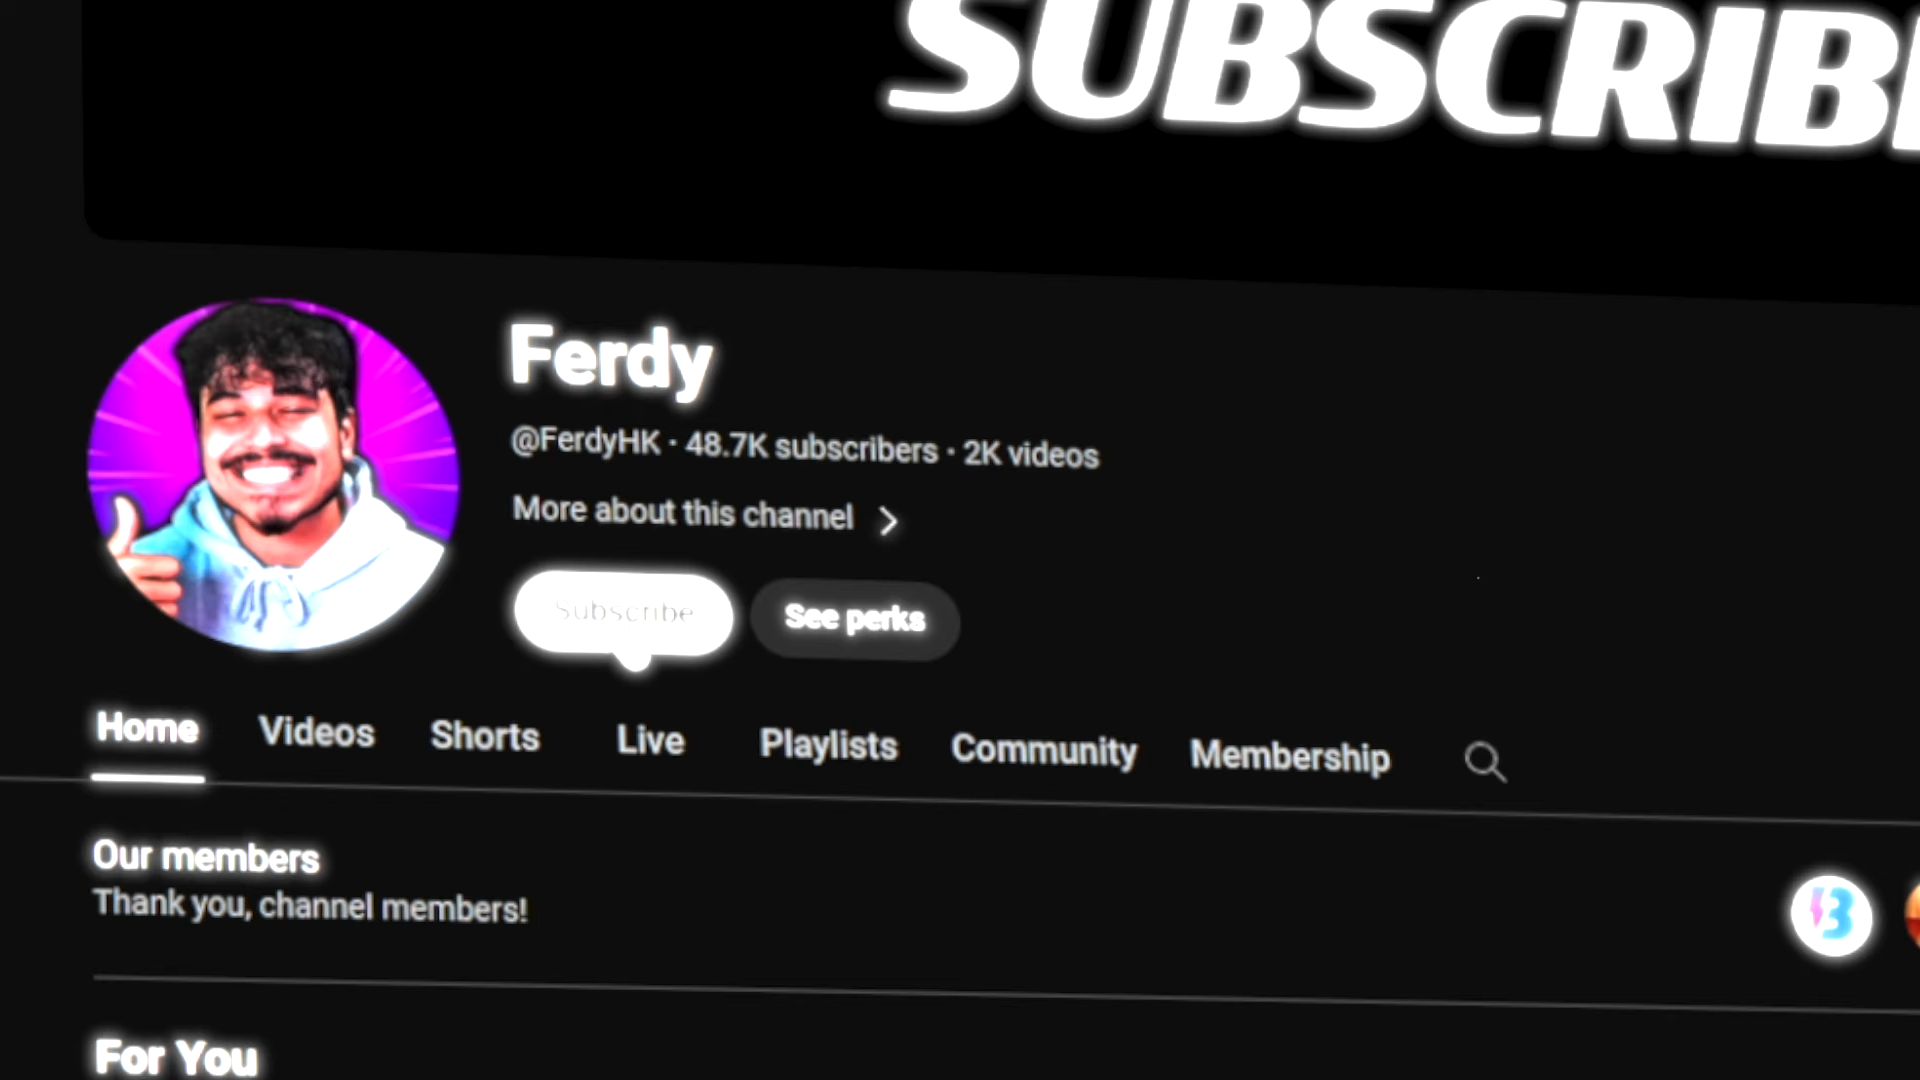 SUBSCRIBE
Ferdy
@FerdyHK · 48.7K subscribers · 2K videos
More about this channel >
Subscribe
See perks
Home Videos Shorts Live Playlists Community Membership
Our members
Thank you, channel members!
B
For You